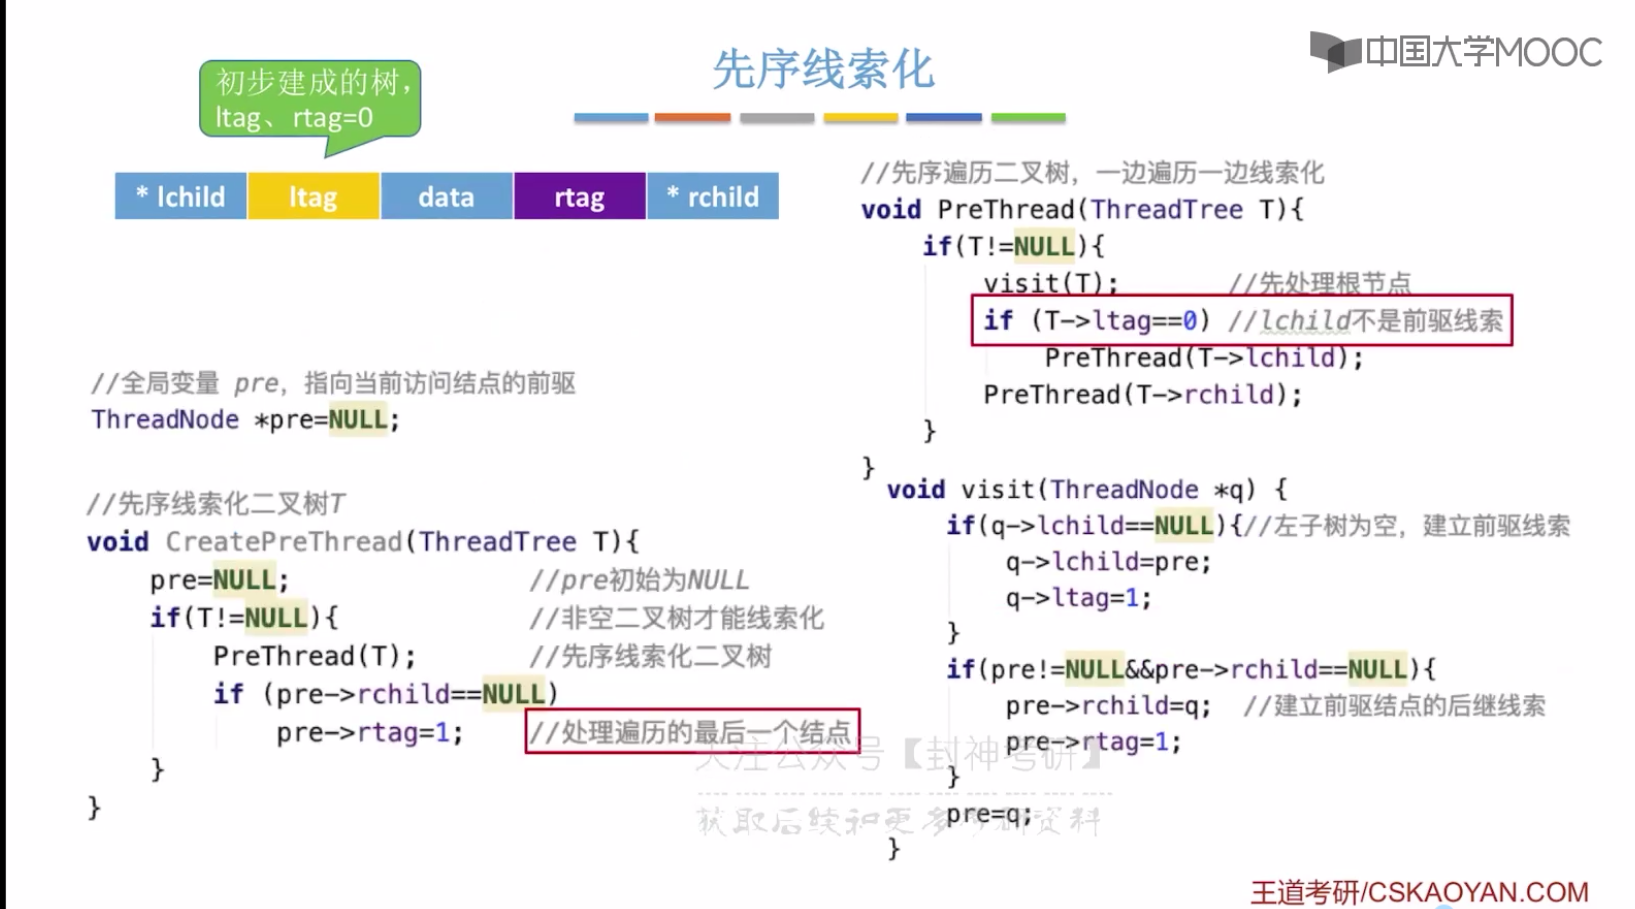 中国大学MOOC
先序线索化
初步建成的树，
ltag、rtag=0
* lchild ltag data rtag * rchild
//全局变量 pre，指向当前访问结点的前驱
ThreadNode *pre=NULL;
//先序线索化二叉树T
void CreatePreThread(ThreadTree T){
pre=NULL; //pre初始为NULL
if(T!=NULL){ //非空二叉树才能线索化
PreThread(T); //先序线索化二叉树
if (pre->rchild==NULL)
pre->rtag=1; //处理遍历的最后一个结点
}
}
//先序遍历二叉树，一边遍历一边线索化
void PreThread(ThreadTree T){
if(T!=NULL){
visit(T); //先处理根节点
if (T->ltag==0) //lchild不是前驱线索
PreThread(T->lchild);
PreThread(T->rchild);
}
}
void visit(ThreadNode *q) {
if(q->lchild==NULL){//左子树为空，建立前驱线索
q->lchild=pre;
q->ltag=1;
}
if(pre!=NULL&&pre->rchild==NULL){
pre->rchild=q; //建立前驱结点的后继线索
pre->rtag=1;
}
pre=q;
}
关注公众号【封神考研】
获取后续和更多考研资料
王道考研/CSKAOYAN.COM